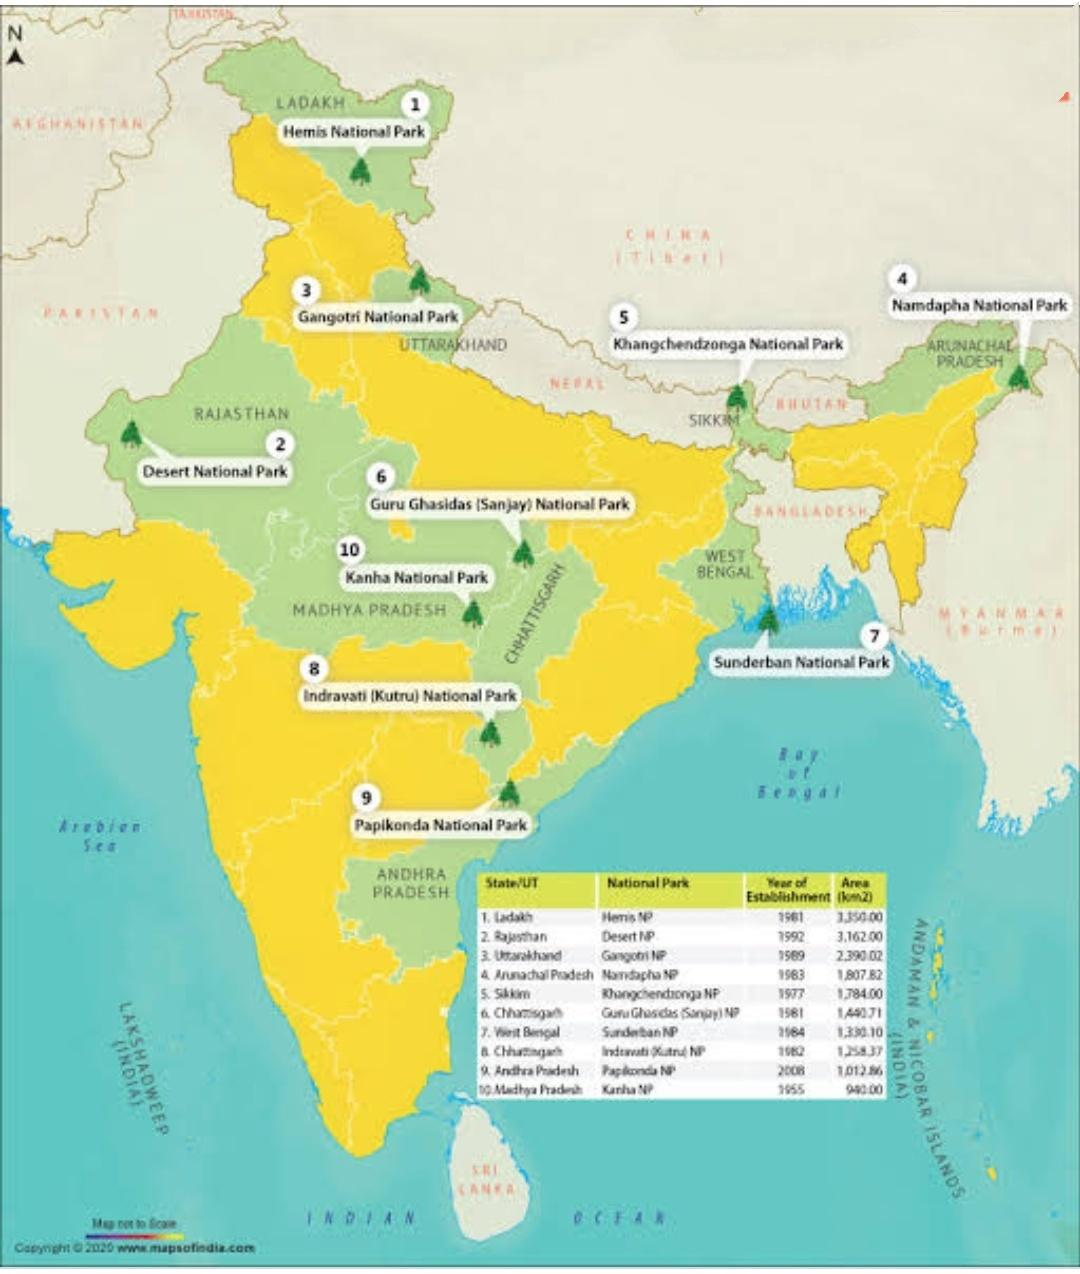 TAJIKISTAN
N
LADAKH
1
Hemis National Park
AFGHANISTAN
CHINA
(Tibet)
PAKISTAN
3
Gangotri National Park
UTTARAKHAND
4
Namdapha National Park
5
Khangchendzonga National Park
ARUNACHAL
PRADESH
NEPAL
BHUTAN
SIKKIM
RAJASTHAN
2
Desert National Park
6
Guru Ghasidas (Sanjay) National Park
BANGLADESH
10
Kanha National Park
WEST
BENGAL
CHHATTISGARH
MADHYA PRADESH
MYANMAR
(Burma)
7
Sunderban National Park
8
Indravati (Kutru) National Park
Bay
of
Bengal
9
Papikonda National Park
Arabian
Sea
ANDHRA
PRADESH
State/UT National Park Year of Establishment Area (km2)
1. Ladakh Hemis NP 1981 3,350.00
2. Rajasthan Desert NP 1992 3,162.00
3. Uttarakhand Gangotri NP 1989 2,390.02
4. Arunachal Pradesh Namdapha NP 1983 1,807.82
5. Sikkim Khangchendzonga NP 1977 1,784.00
6. Chhattisgarh Guru Ghasidas (Sanjay) NP 1981 1,440.71
7. West Bengal Sunderban NP 1984 1,330.10
8. Chhattisgarh Indravati (Kutru) NP 1982 1,258.37
9. Andhra Pradesh Papikonda NP 2008 1,012.86
10. Madhya Pradesh Kanha NP 1955 940.00
LAKSHADWEEP
(INDIA)
ANDAMAN & NICOBAR ISLANDS
(INDIA)
SRI
LANKA
INDIAN OCEAN
Map not to Scale
Copyright © 2020 www.mapsofindia.com